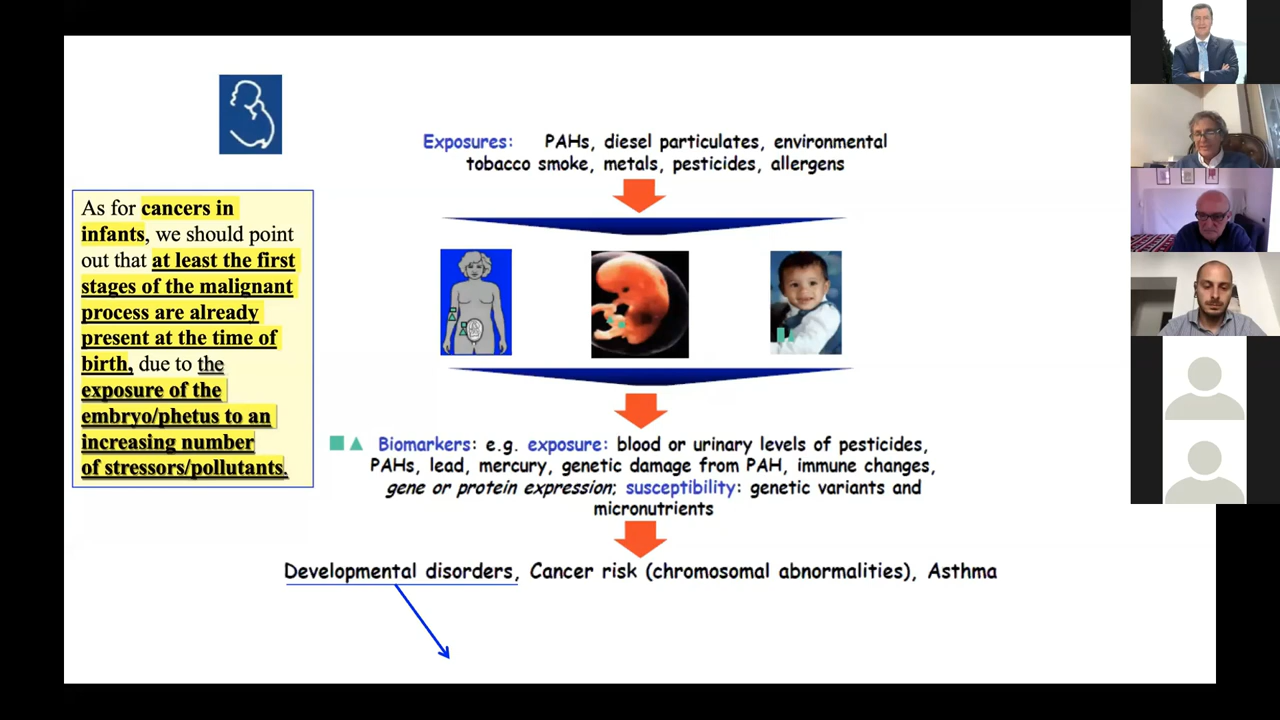 Exposures: PAHs, diesel particulates, environmental
tobacco smoke, metals, pesticides, allergens
As for cancers in
infants, we should point
out that at least the first
stages of the malignant
process are already
present at the time of
birth, due to the
exposure of the
embryo/phetus to an
increasing number
of stressors/pollutants.
Biomarkers: e.g. exposure: blood or urinary levels of pesticides,
PAHs, lead, mercury, genetic damage from PAH, immune changes,
gene or protein expression; susceptibility: genetic variants and
micronutrients
Developmental disorders, Cancer risk (chromosomal abnormalities), Asthma